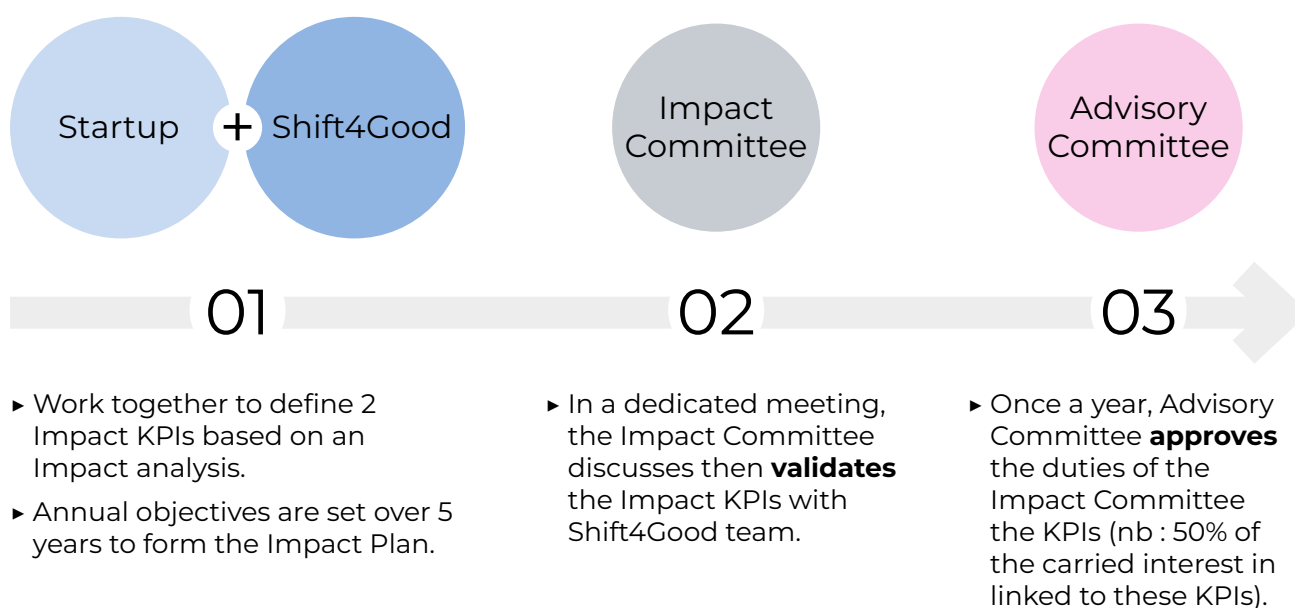 Startup + Shift4Good
Impact
Committee
Advisory
Committee
01
02
03
▸ Work together to define 2
Impact KPIs based on an
Impact analysis.
▸ Annual objectives are set over 5
years to form the Impact Plan.
▸ In a dedicated meeting,
the Impact Committee
discusses then validates
the Impact KPIs with
Shift4Good team.
▸ Once a year, Advisory
Committee approves
the duties of the
Impact Committee
the KPIs (nb : 50% of
the carried interest in
linked to these KPIs).